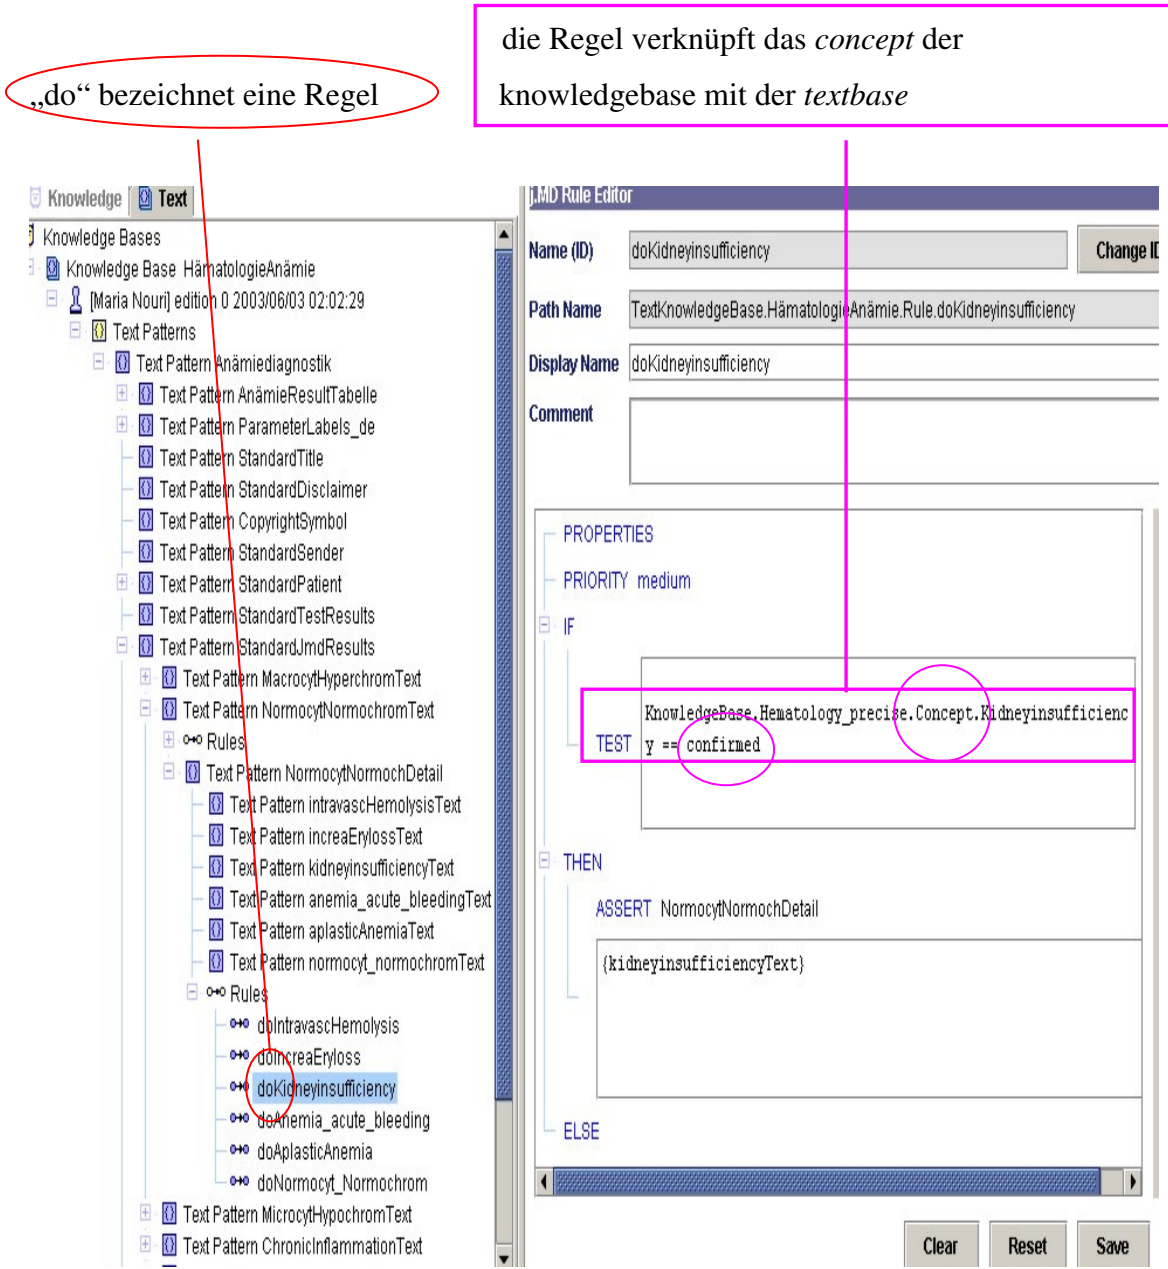 die Regel verknüpft das concept der
„do“ bezeichnet eine Regel
knowledgebase mit der textbase
Knowledge
Text
Knowledge Bases
Knowledge Base HämatologieAnämie
[Maria Nouri] edition 0 2003/06/03 02:02:29
Text Patterns
Text Pattern Anämiediagnostik
Text Pattern AnämieResultTabelle
Text Pattern ParameterLabels_de
Text Pattern StandardTitle
Text Pattern StandardDisclaimer
Text Pattern CopyrightSymbol
Text Pattern StandardSender
Text Pattern StandardPatient
Text Pattern StandardTestResults
Text Pattern StandardJmdResults
Text Pattern MacrocytHyperchromText
Text Pattern NormocytNormochromText
Rules
Text Pattern NormocytNormochDetail
Text Pattern intravascHemolysisText
Text Pattern increaErylossText
Text Pattern kidneyinsufficiencyText
Text Pattern anemia_acute_bleedingText
Text Pattern aplasticAnemiaText
Text Pattern normocyt_normochromText
Rules
doIntravascHemolysis
doIncreaEryloss
doKidneyinsufficiency
doAnemia_acute_bleeding
doAplasticAnemia
doNormocyt_Normochrom
Text Pattern MicrocytHypochromText
Text Pattern ChronicInflammationText
j.MD Rule Editor
Name (ID)
doKidneyinsufficiency
Change ID
Path Name
TextKnowledgeBase.HämatologieAnämie.Rule.doKidneyinsufficiency
Display Name
doKidneyinsufficiency
Comment
PROPERTIES
PRIORITY medium
IF
KnowledgeBase.Hematology_precise.Concept.Kidneyinsufficienc
TEST y == confirmed
THEN
ASSERT NormocytNormochDetail
{kidneyinsufficiencyText}
ELSE
Clear
Reset
Save